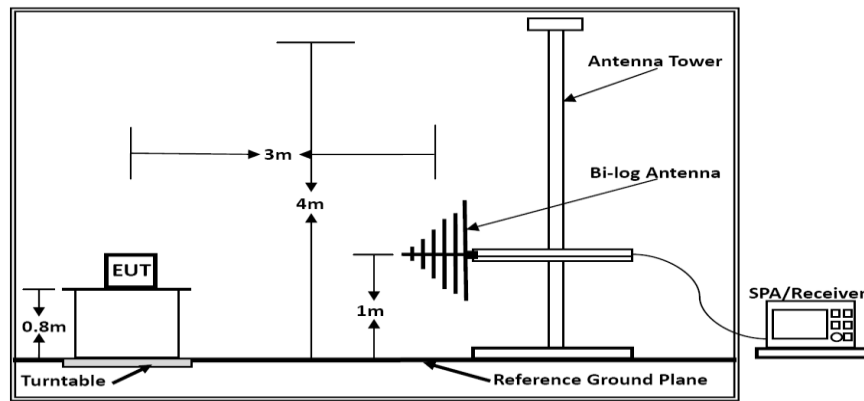 Antenna Tower
3m
Bi-log Antenna
4m
EUT
1m
SPA/Receiver
0.8m
Turntable
Reference Ground Plane